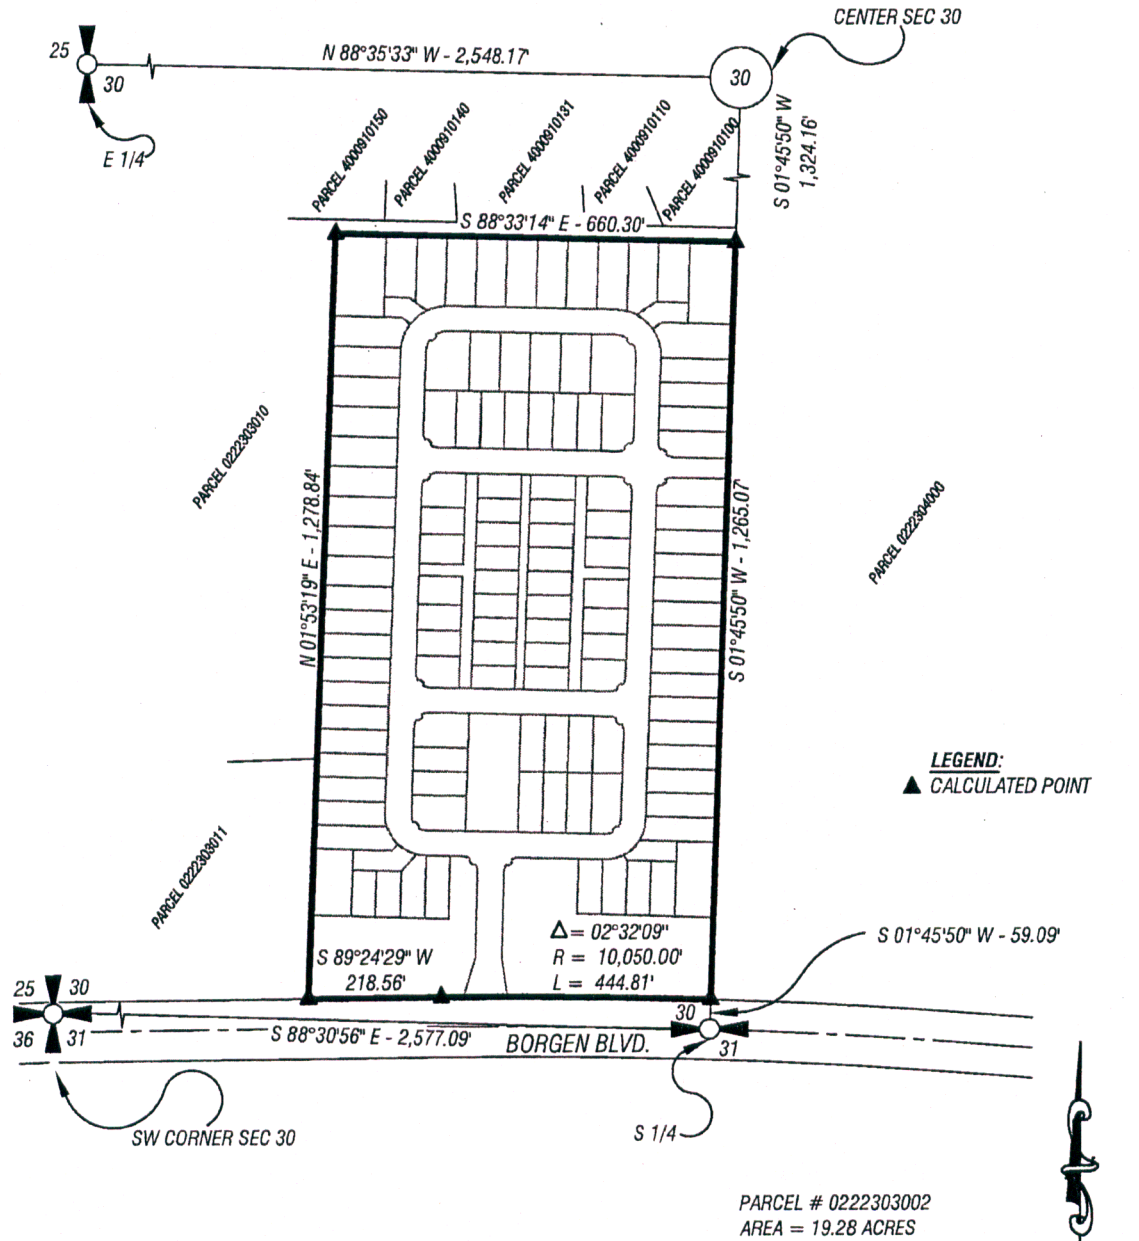 CENTER SEC 30
25
N 88°35'33" W - 2,548.17'
30
30
E 1/4
S 01°45'50" W
1,324.16'
PARCEL 4000910150
PARCEL 4000910140
PARCEL 4000910131
PARCEL 4000910110
PARCEL 4000910100
S 88°33'14" E - 660.30'
PARCEL 0222303010
N 01°53'19" E - 1,278.84'
S 01°45'50" W - 1,265.07'
PARCEL 0222304000
LEGEND:
CALCULATED POINT
PARCEL 0222303011
S 89°24'29" W
218.56'
Δ = 02°32'09"
R = 10,050.00'
L = 444.81'
S 01°45'50" W - 59.09'
25 30
36 31
30
31
S 88°30'56" E - 2,577.09'
BORGEN BLVD.
SW CORNER SEC 30
S 1/4
PARCEL # 0222303002
AREA = 19.28 ACRES